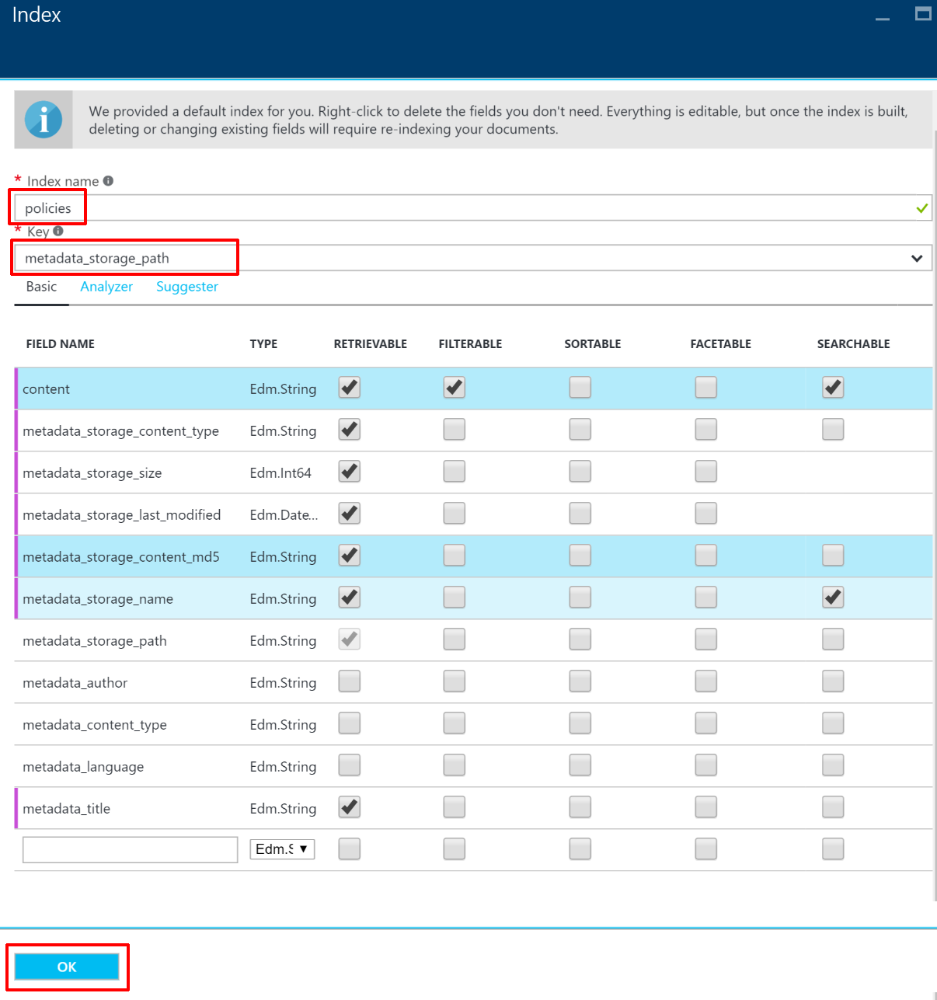 Index
We provided a default index for you. Right-click to delete the fields you don't need. Everything is editable, but once the index is built,
deleting or changing existing fields will require re-indexing your documents.
* Index name
policies
* Key
metadata_storage_path
Basic Analyzer Suggester
FIELD NAME TYPE RETRIEVABLE FILTERABLE SORTABLE FACETABLE SEARCHABLE
content Edm.String
metadata_storage_content_type Edm.String
metadata_storage_size Edm.Int64
metadata_storage_last_modified Edm.Date...
metadata_storage_content_md5 Edm.String
metadata_storage_name Edm.String
metadata_storage_path Edm.String
metadata_author Edm.String
metadata_content_type Edm.String
metadata_language Edm.String
metadata_title Edm.String
Edm.S
OK